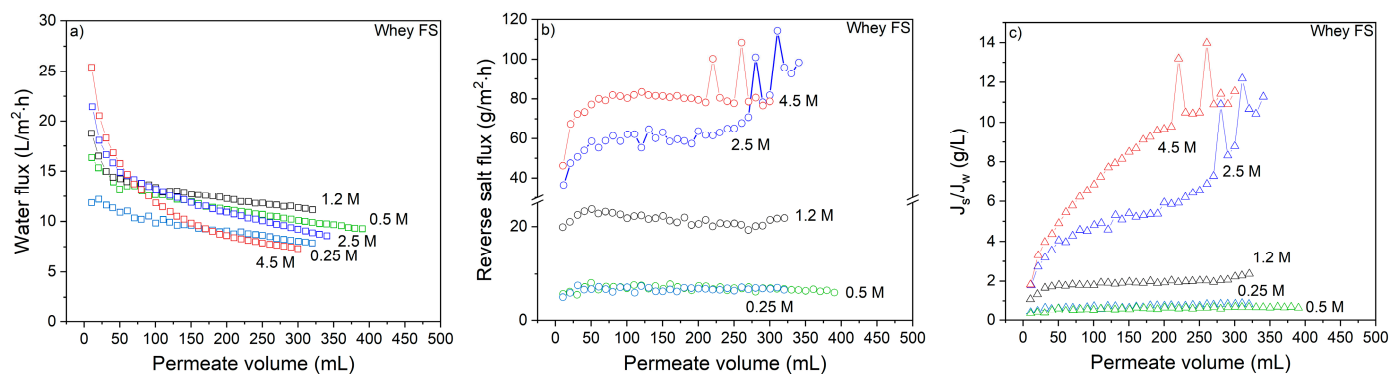 a)
Whey FS
Water flux (L/m²·h)
30
25
20
15
10
5
0
1.2 M
0.5 M
2.5 M
0.25 M
4.5 M
0 50 100 150 200 250 300 350 400 450 500
Permeate volume (mL)
b)
Whey FS
Reverse salt flux (g/m²·h)
120
100
80
60
40
20
0
4.5 M
2.5 M
1.2 M
0.5 M
0.25 M
0 50 100 150 200 250 300 350 400 450 500
Permeate volume (mL)
c)
Whey FS
Jₛ/J_w (g/L)
14
12
10
8
6
4
2
0
4.5 M
2.5 M
1.2 M
0.25 M
0.5 M
0 50 100 150 200 250 300 350 400 450 500
Permeate volume (mL)